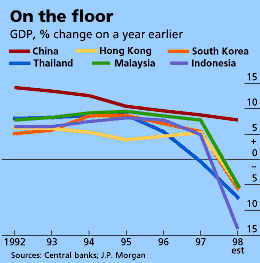 On the floor
GDP, % change on a year earlier
China Hong Kong South Korea
Thailand Malaysia Indonesia
15
10
5
+
0
–
5
10
15
1992 93 94 95 96 97 98
est
Sources: Central banks; J.P. Morgan